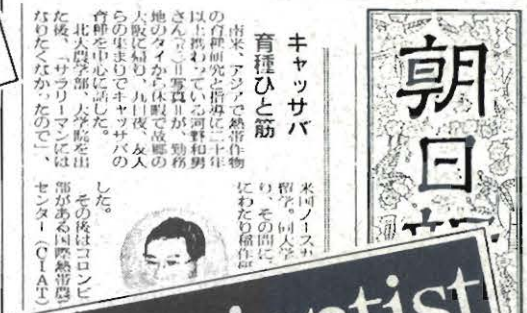 朝日新
キャッサバ
育種ひと筋
南米、アジアで熱帯作物
の育種研究と指導に二十年
以上携わっている河野和男
さん
＝写真＝が、勤務
地のタイから休暇で故郷の
大阪に帰り、九日夜、友人
らの集まりでキャッサバの
育種を中心に話した。
北大農学部、大学院を出
た後、「サラリーマンには
なりたくなかったので」、
米国ノースカ
留学。同大学
り、その間に、
にわたり稲作
した。
その後はコロンビ
部がある国際熱帯農
センター（CIAT）
ntist